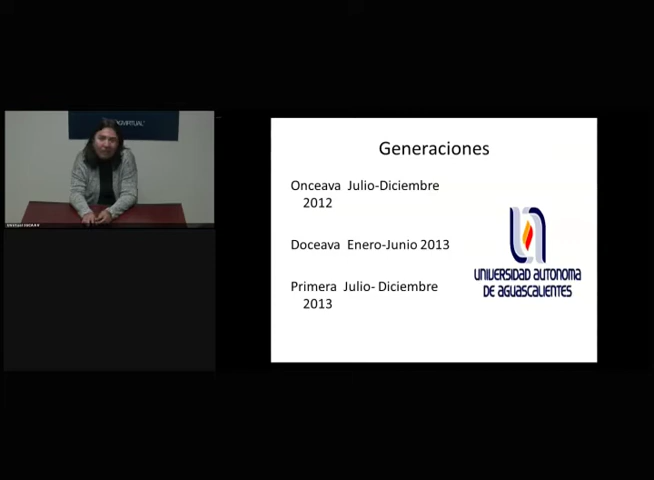 Generaciones
Onceava Julio-Diciembre
2012
Doceava Enero-Junio 2013
Primera Julio- Diciembre
2013
UNIVERSIDAD AUTONOMA
DE AGUASCALIENTES